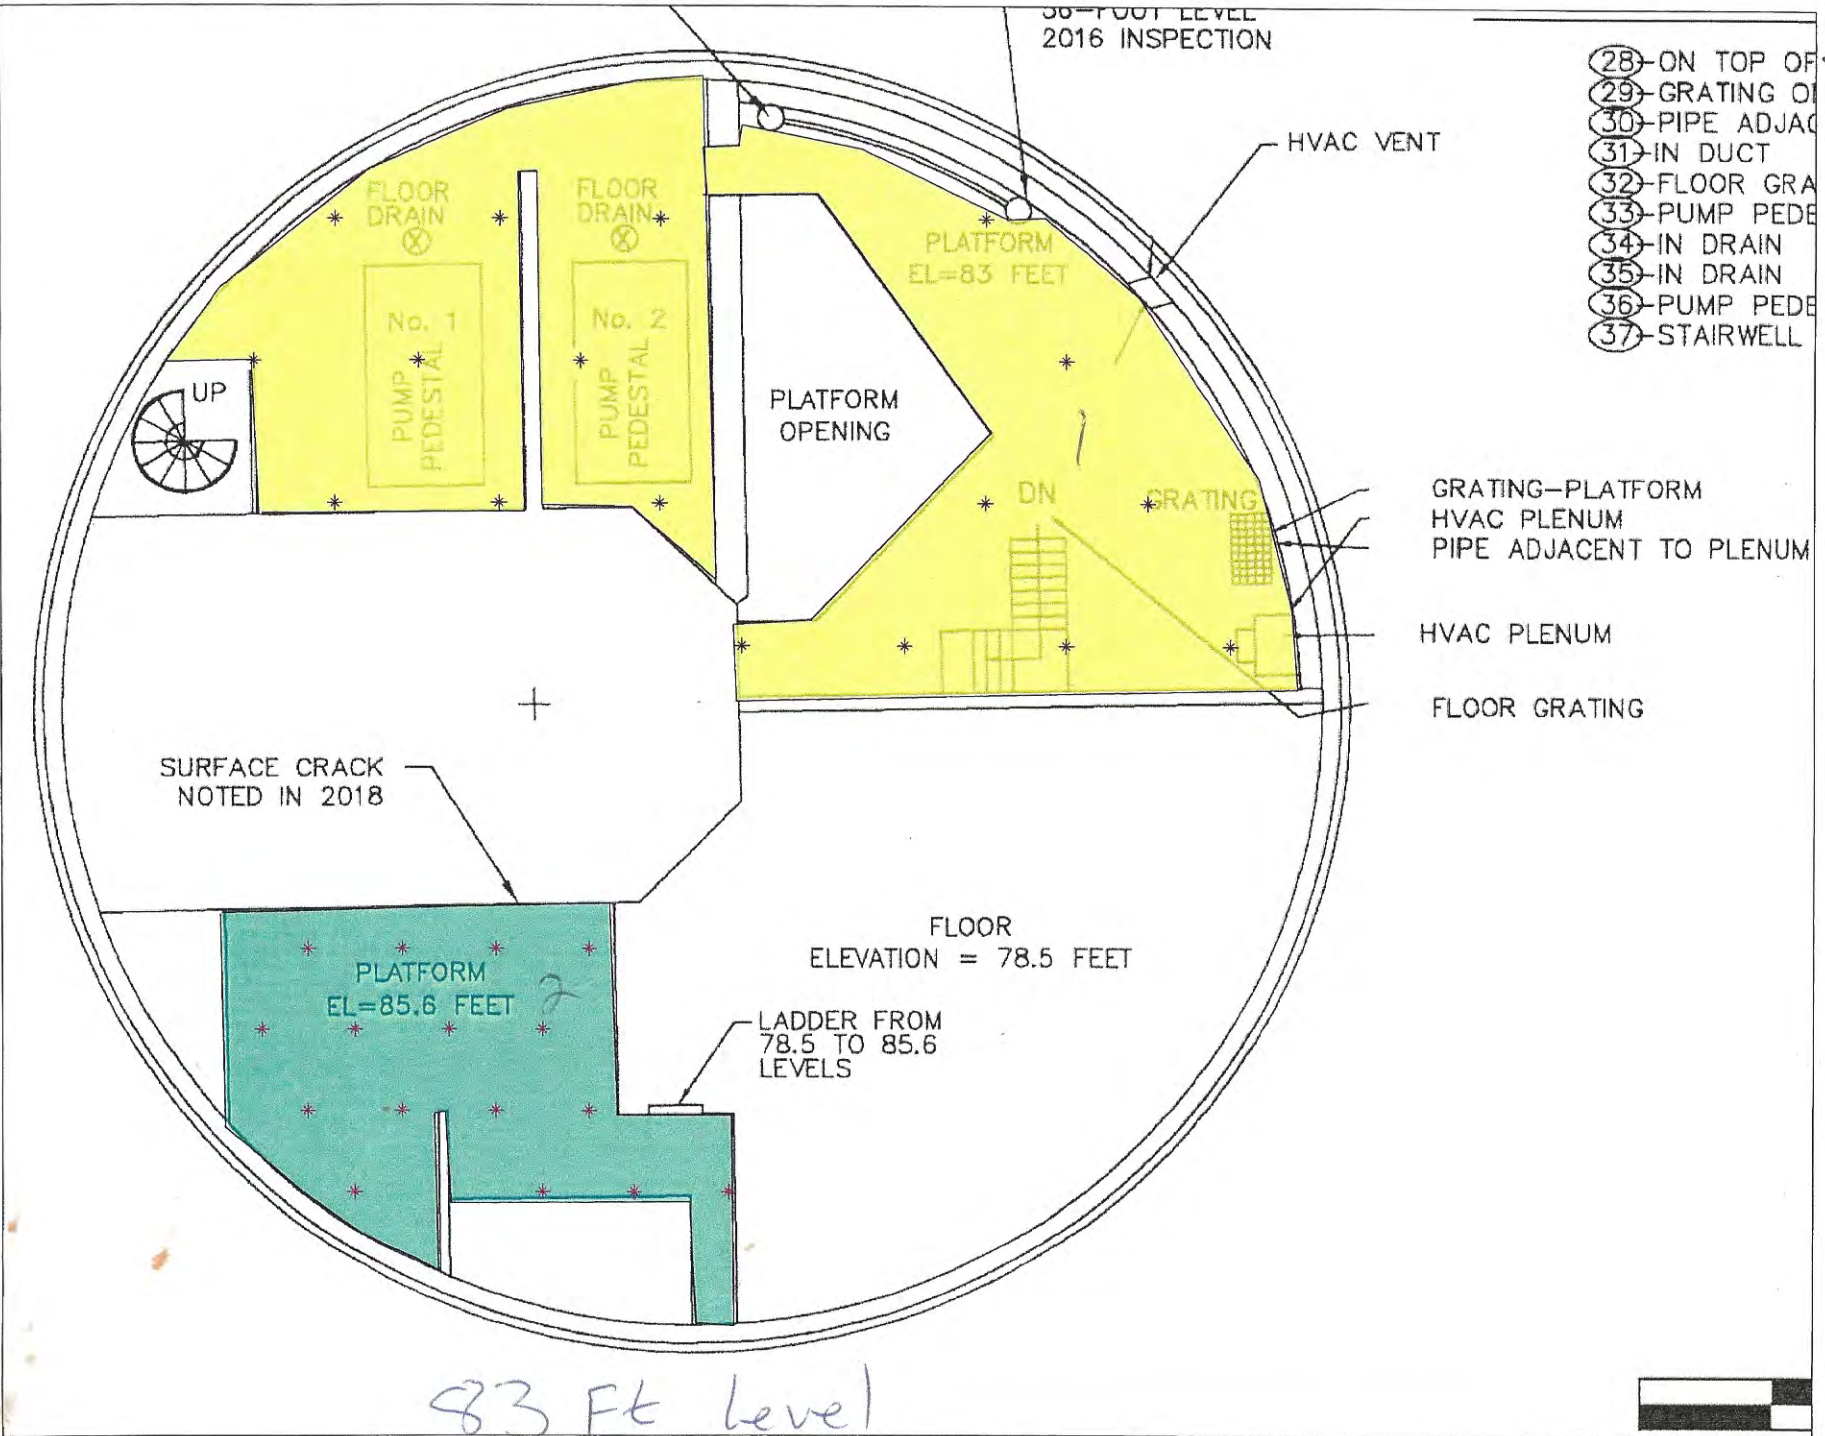 2016 INSPECTION
28-ON TOP OF
29-GRATING
30-PIPE
31-IN DUCT
32-FLOOR
33-PUMP
34-IN DRAIN
35-IN DRAIN
36-PUMP
37-STAIRWELL
HVAC VENT
FLOOR
DRAIN
FLOOR
DRAIN
PLATFORM
EL=83 FEET
No. 1
PUMP
PEDESTAL
No. 2
PUMP
PEDESTAL
UP
PLATFORM
OPENING
1
DN
GRATING
GRATING-PLATFORM
HVAC PLENUM
PIPE ADJACENT TO PLENUM
HVAC PLENUM
FLOOR GRATING
SURFACE CRACK
NOTED IN 2018
FLOOR
ELEVATION = 78.5 FEET
PLATFORM
EL=85.6 FEET
2
LADDER FROM
78.5 TO 85.6
LEVELS
83 Ft Level